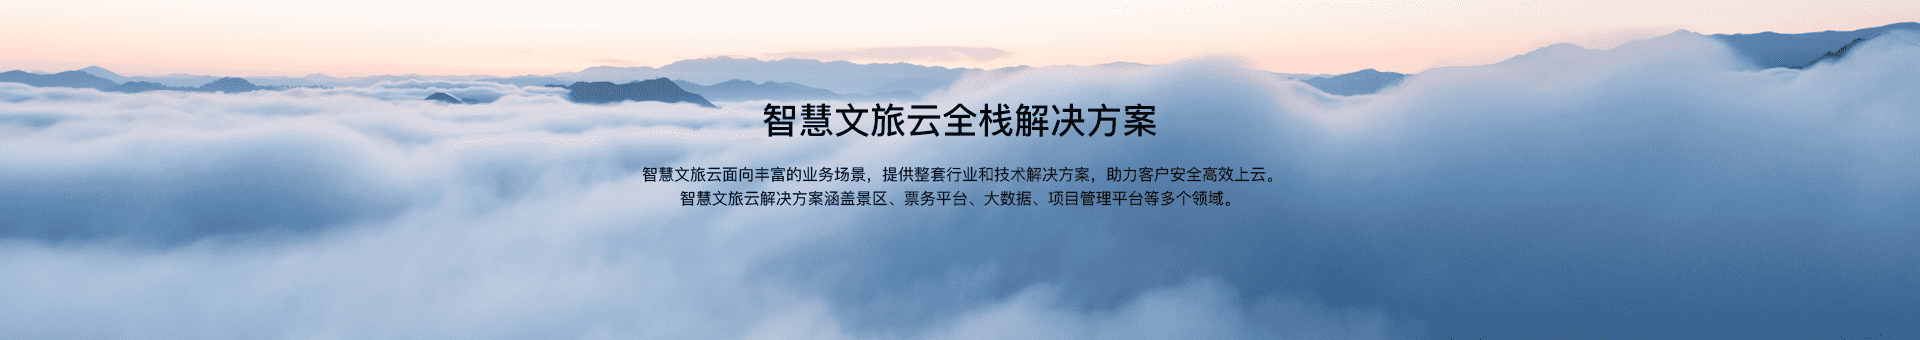 智慧文旅云全栈解决方案
智慧文旅云面向丰富的业务场景，提供整套行业和技术解决方案，助力客户安全高效上云。
智慧文旅云解决方案涵盖景区、票务平台、大数据、项目管理平台等多个领域。